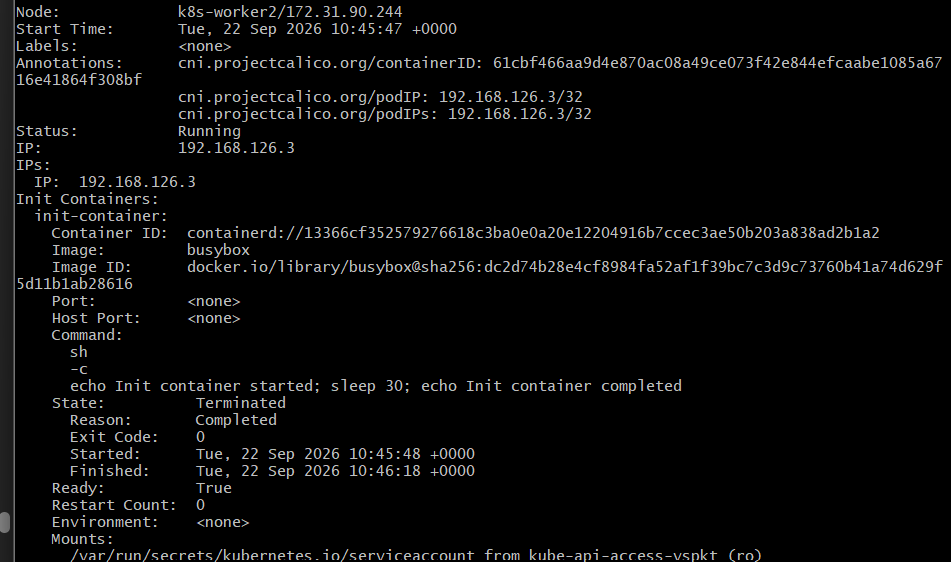 Node:             k8s-worker2/172.31.90.244
Start Time:       Tue, 22 Sep 2026 10:45:47 +0000
Labels:           <none>
Annotations:      cni.projectcalico.org/containerID: 61cbf466aa9d4e870ac08a49ce073f42e844efcaabe1085a67
16e41864f308bf
                  cni.projectcalico.org/podIP: 192.168.126.3/32
                  cni.projectcalico.org/podIPs: 192.168.126.3/32
Status:           Running
IP:               192.168.126.3
IPs:
  IP:  192.168.126.3
Init Containers:
  init-container:
    Container ID:  containerd://13366cf352579276618c3ba0e0a20e12204916b7ccec3ae50b203a838ad2b1a2
    Image:         busybox
    Image ID:      docker.io/library/busybox@sha256:dc2d74b28e4cf8984fa52af1f39bc7c3d9c73760b41a74d629f
5d11b1ab28616
    Port:          <none>
    Host Port:     <none>
    Command:
      sh
      -c
      echo Init container started; sleep 30; echo Init container completed
    State:          Terminated
      Reason:       Completed
      Exit Code:    0
      Started:      Tue, 22 Sep 2026 10:45:48 +0000
      Finished:     Tue, 22 Sep 2026 10:46:18 +0000
    Ready:          True
    Restart Count:  0
    Environment:    <none>
    Mounts:
      /var/run/secrets/kubernetes.io/serviceaccount from kube-api-access-vspkt (ro)